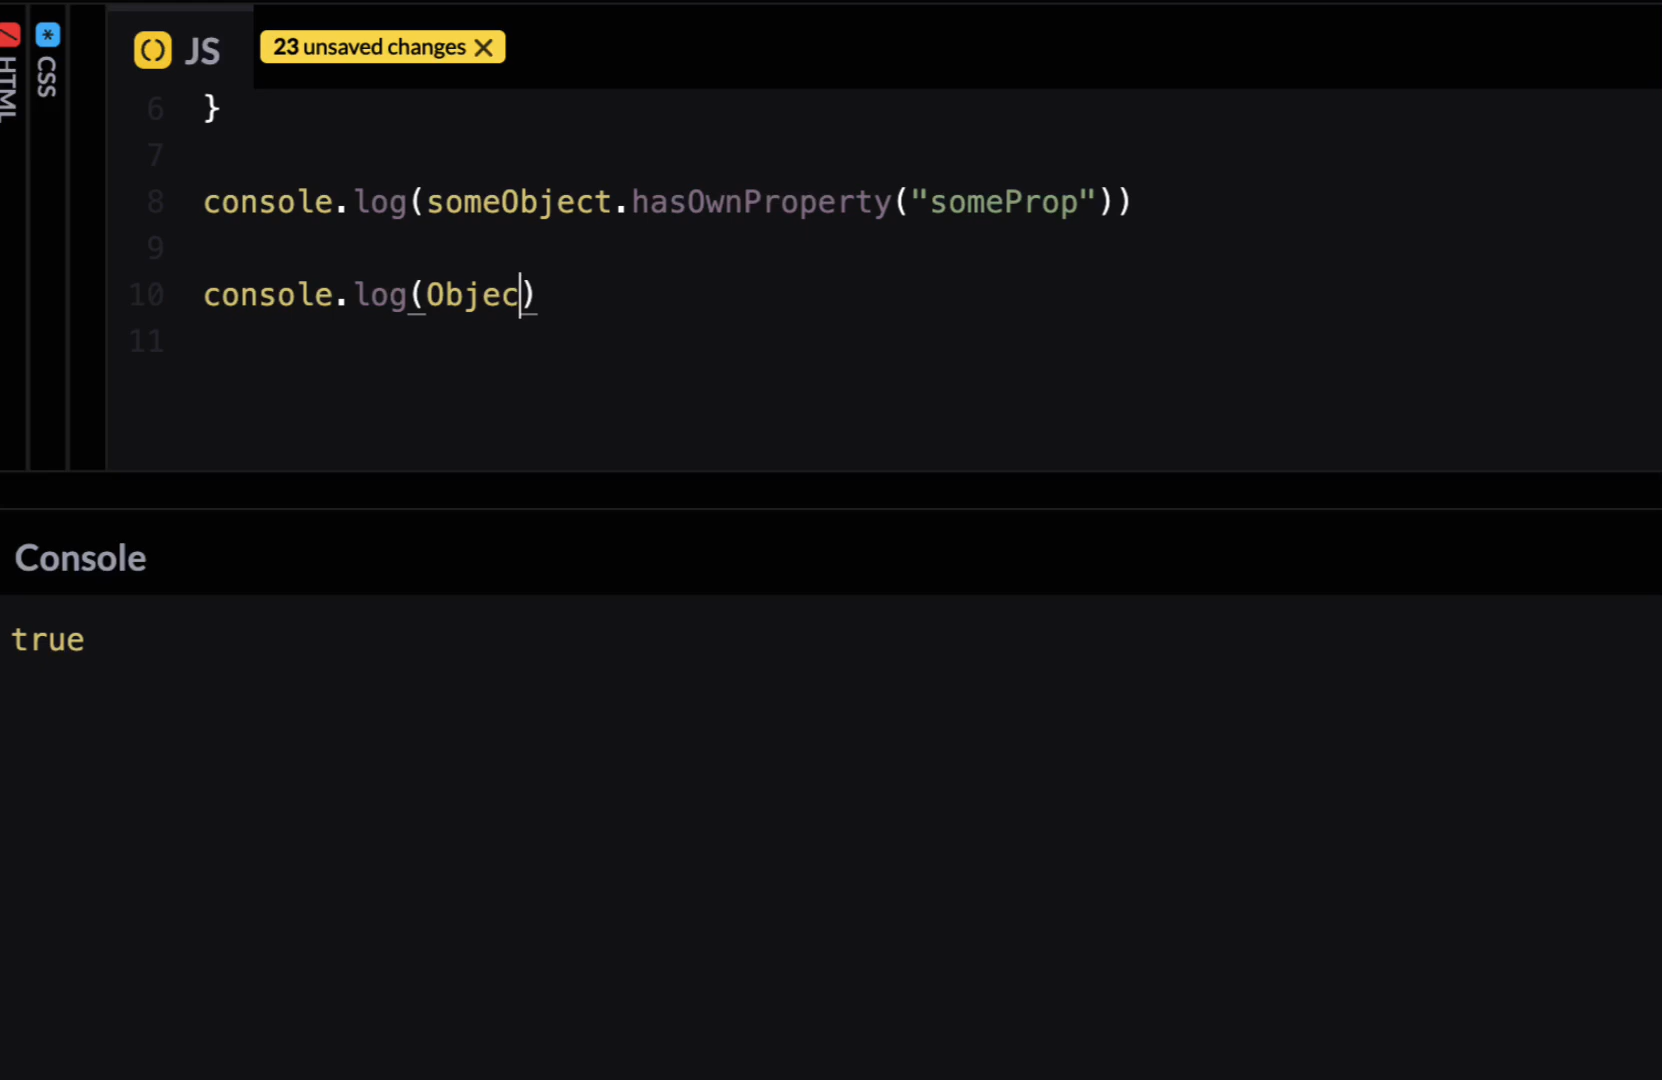 HTML
* CSS
() JS
23 unsaved changes ✕
6 }
7
8 console.log(someObject.hasOwnProperty("someProp"))
9
10 console.log(Objec)
11
Console
true